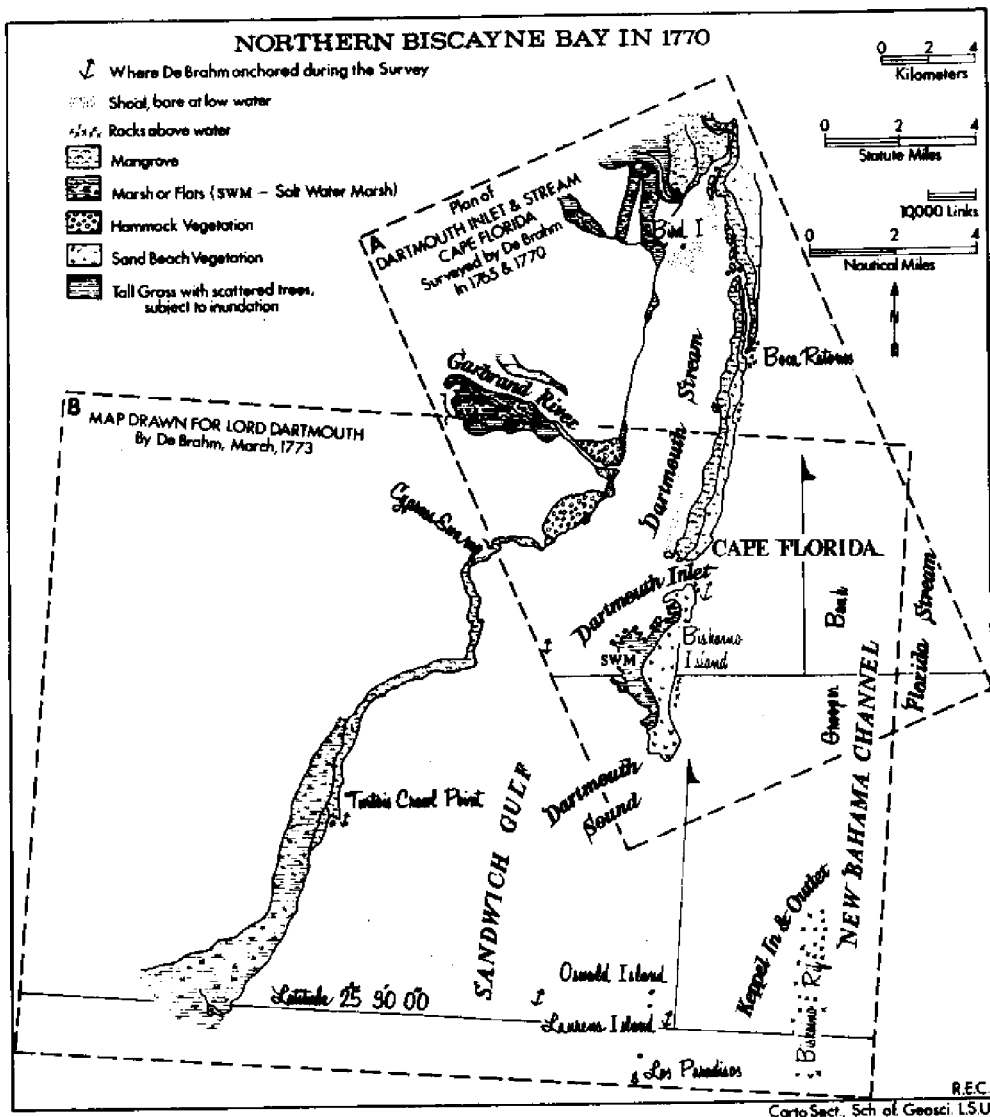 NORTHERN BISCAYNE BAY IN 1770
Where De Brahm anchored during the Survey
Shoal, bare at low water
Rocks above water
Mangrove
Marsh or Flats (SWM – Salt Water Marsh)
Hammock Vegetation
Sand Beach Vegetation
Tall Grass with scattered trees,
subject to inundation
0 2 4
Kilometers
0 2 4
Statute Miles
10,000 Links
0 2 4
Nautical Miles
N
A
Plan of
DARTMOUTH INLET & STREAM
CAPE FLORIDA
Surveyed by De Brahm
In 1765 & 1770
Bird I
Boca Ratones
Garbrand River
Dartmouth Stream
B
MAP DRAWN FOR LORD DARTMOUTH
By De Brahm, March, 1773
CAPE FLORIDA
Dartmouth Inlet
Biskaino
Island
SWM
Bank
Florida Stream
NEW BAHAMA CHANNEL
Dartmouth
Sound
SANDWICH GULF
Point
Keppel In & Outlet
Biskaino Rif
Oswald Island
Latitude 25
Laurens Island
Los Paradisos
R.E.C.
Carto Sect., Sch of Geosci. L.S.U